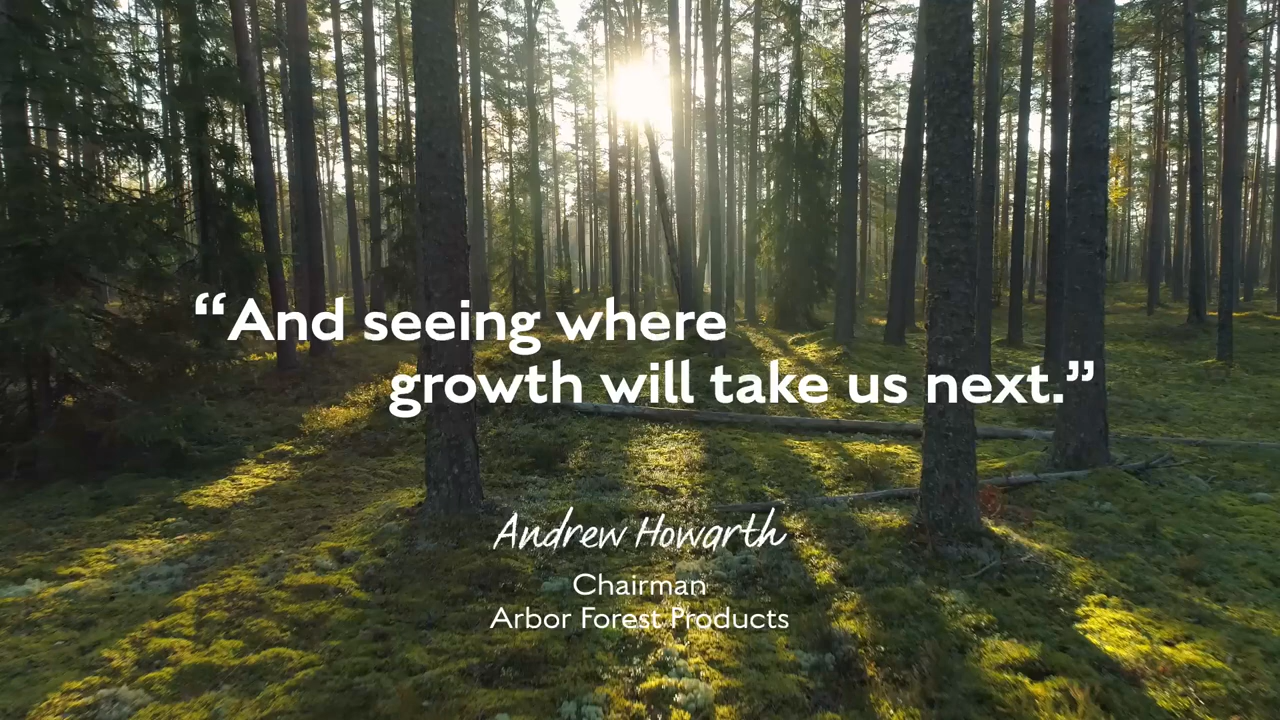 “And seeing where
growth will take us next.”
Andrew Howarth
Chairman
Arbor Forest Products